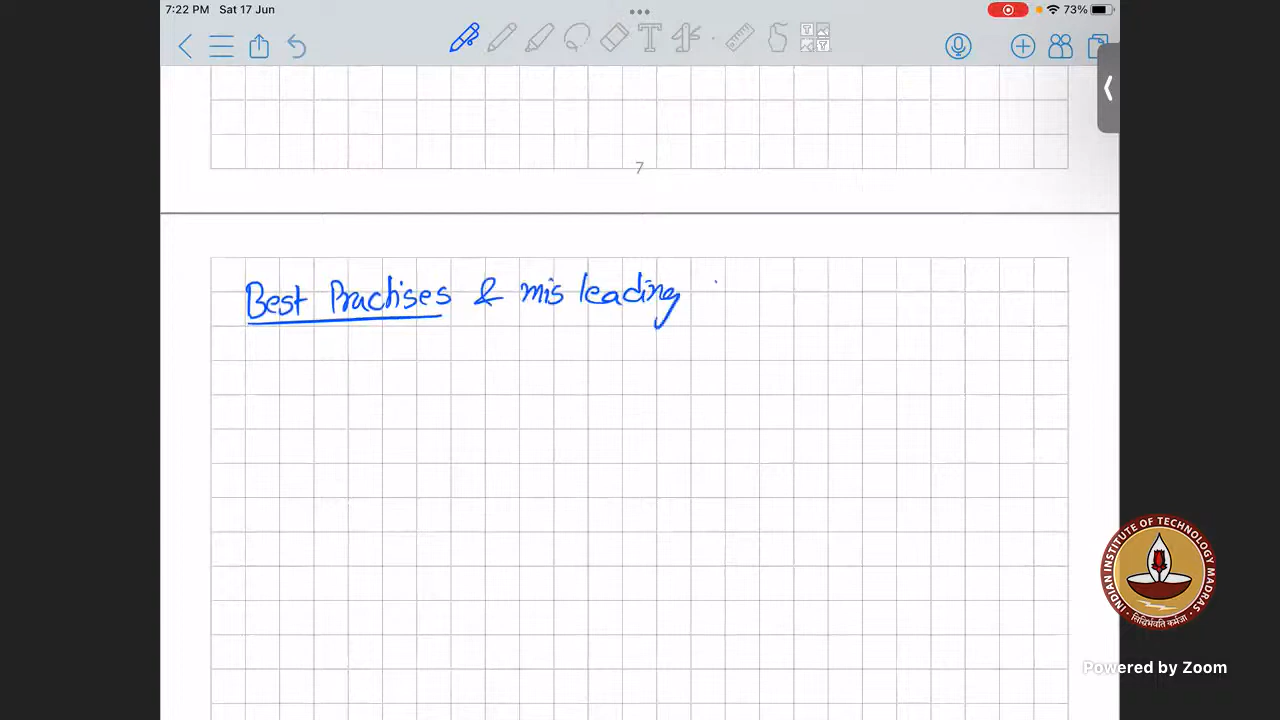 7:22 PM Sat 17 Jun
73%
7
Best Practises & mis leading
INDIAN INSTITUTE OF TECHNOLOGY MADRAS
सिद्धिर्भवति कर्मजा
Powered by Zoom